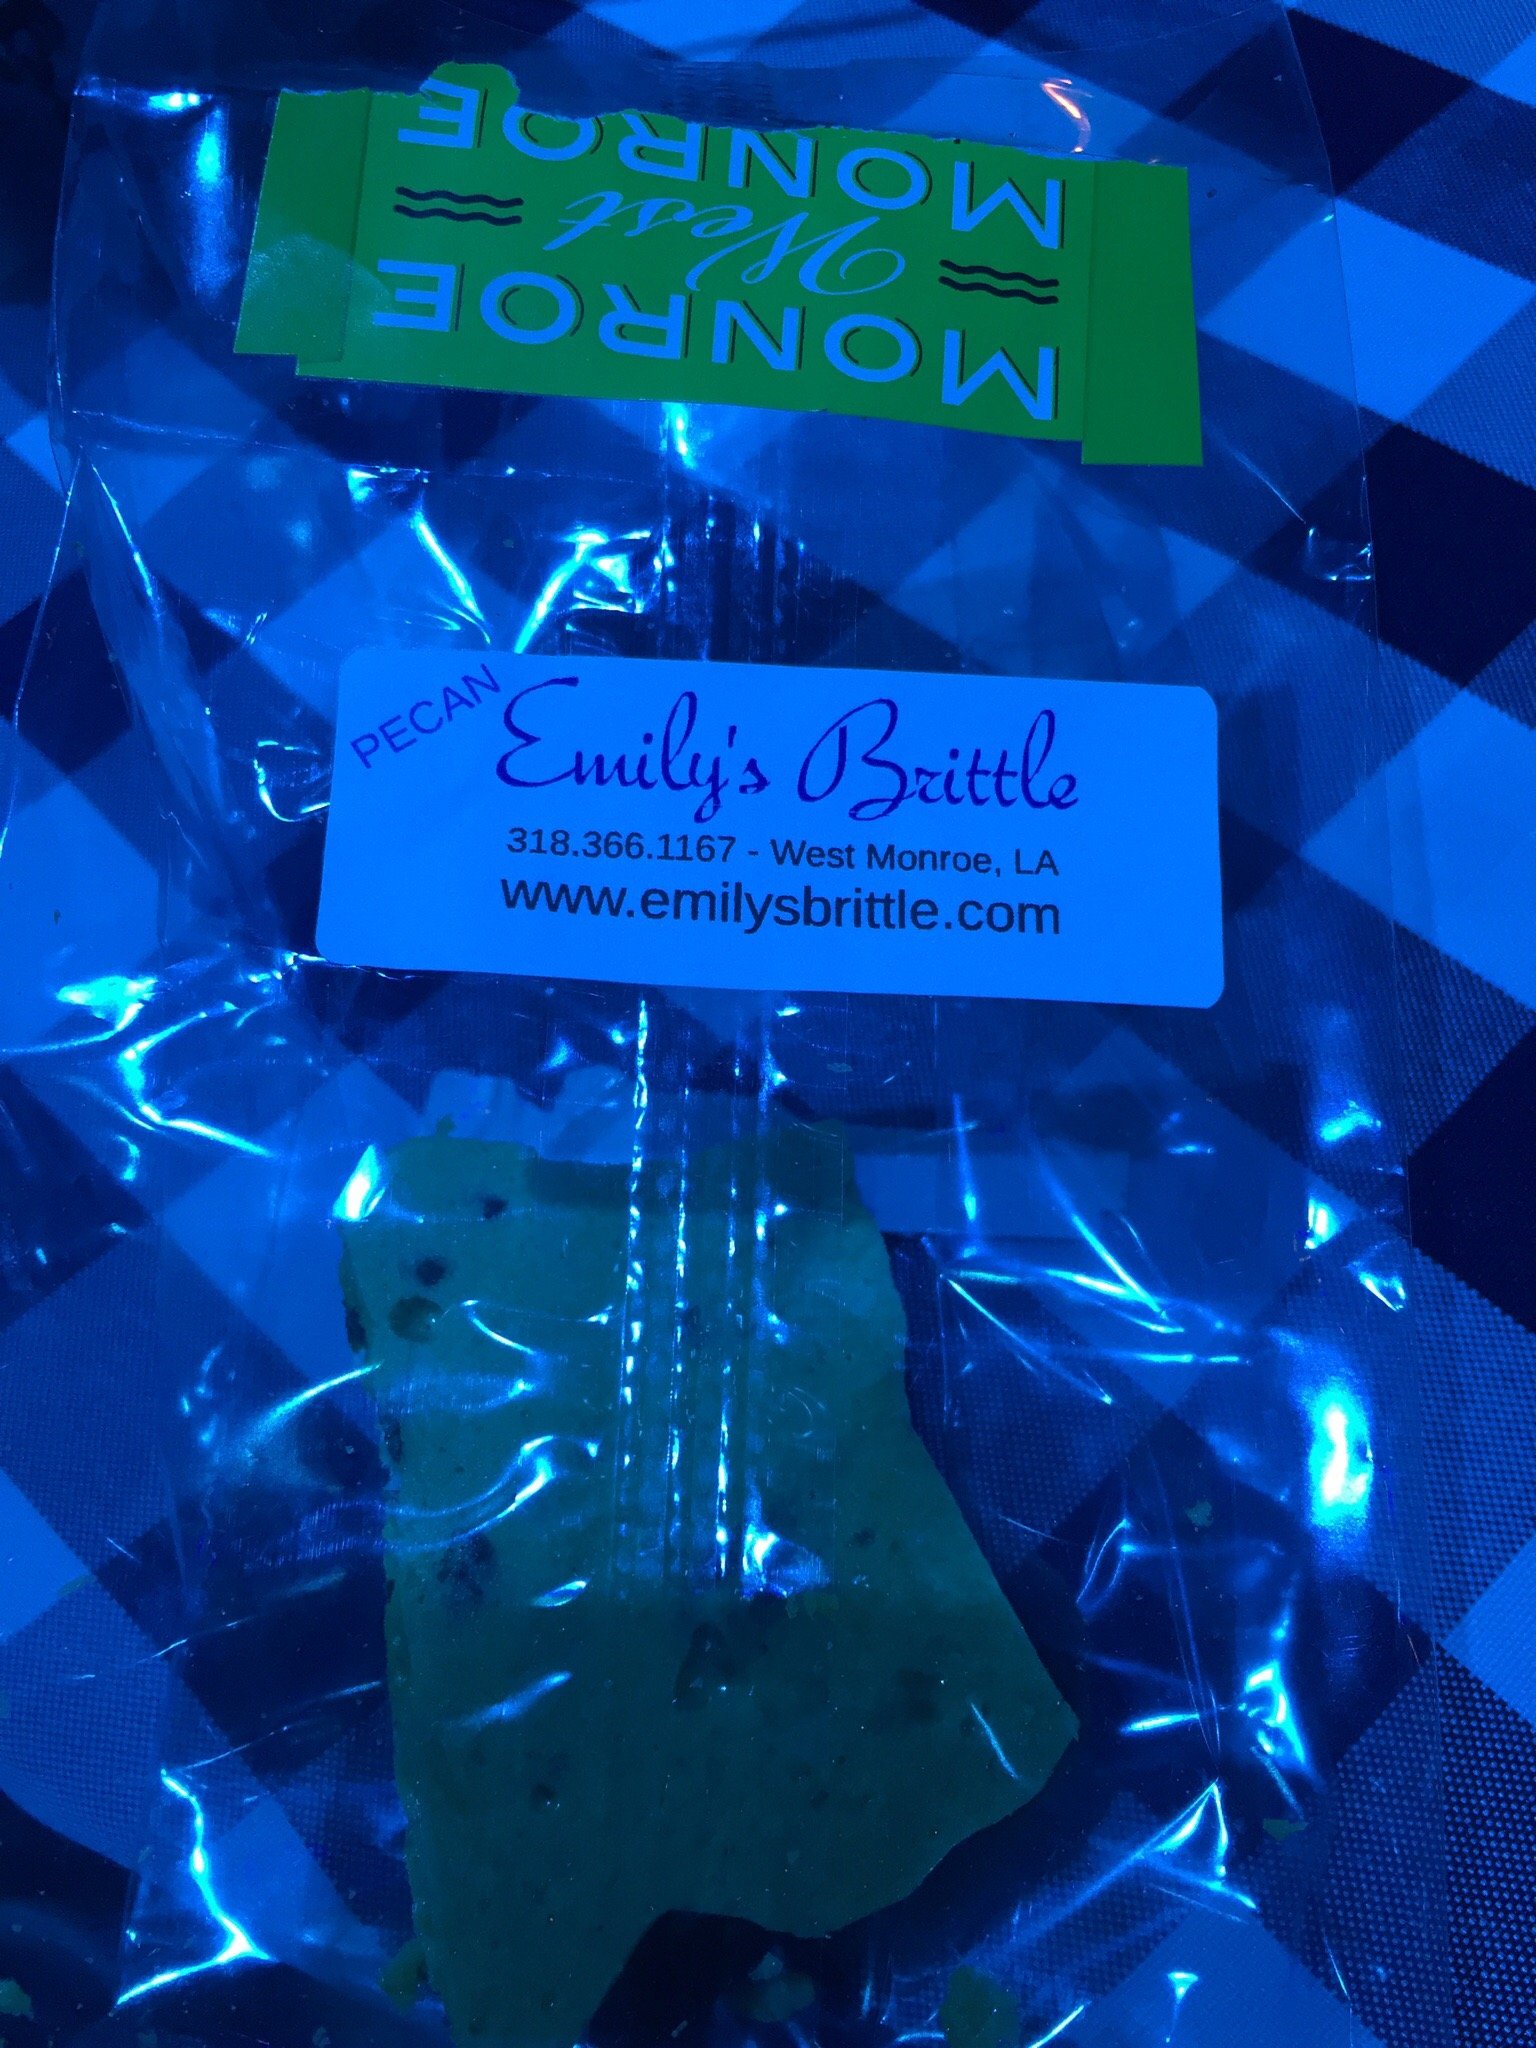 MONROE
West
MONROE
PECAN
Emily's Brittle
318.366.1167 - West Monroe, LA
www.emilysbrittle.com